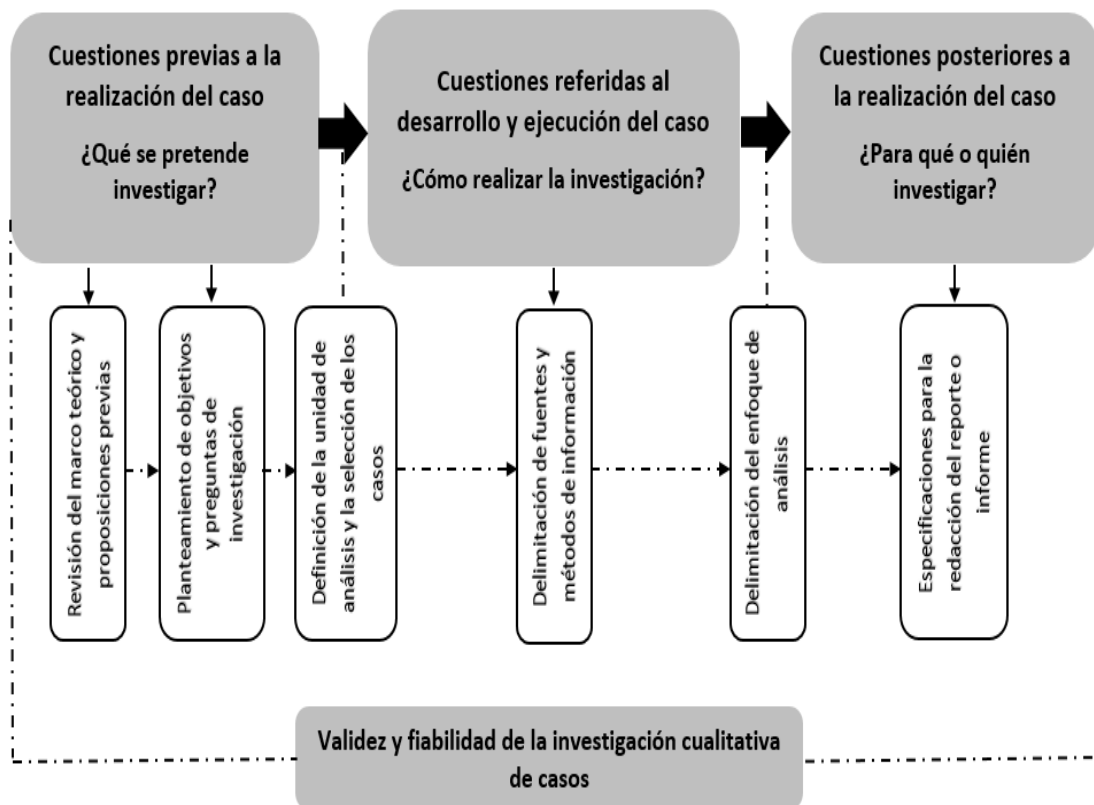 Cuestiones previas a la
realización del caso
¿Qué se pretende
investigar?
Cuestiones referidas al
desarrollo y ejecución del caso
¿Cómo realizar la investigación?
Cuestiones posteriores a
la realización del caso
¿Para qué o quién
investigar?
Revisión del marco teórico y
proposiciones previas
Planteamiento de objetivos
y preguntas de
investigación
Definición de la unidad de
análisis y la selección de los
casos
Delimitación de fuentes y
métodos de información
Delimitación del enfoque de
análisis
Especificaciones para la
redacción del reporte o
informe
Validez y fiabilidad de la investigación cualitativa
de casos